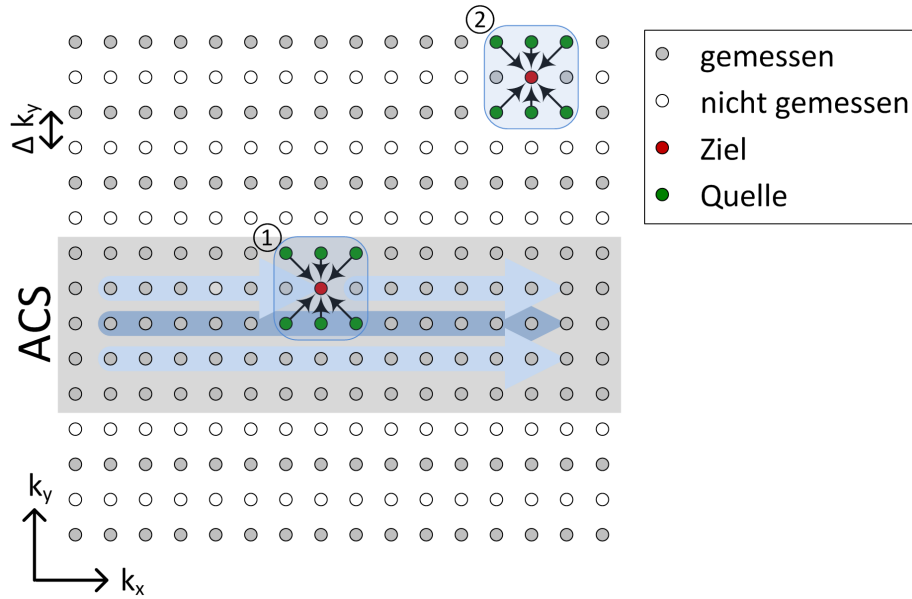 ②
gemessen
nicht gemessen
Ziel
Quelle
Δ ky
①
ACS
ky
kx